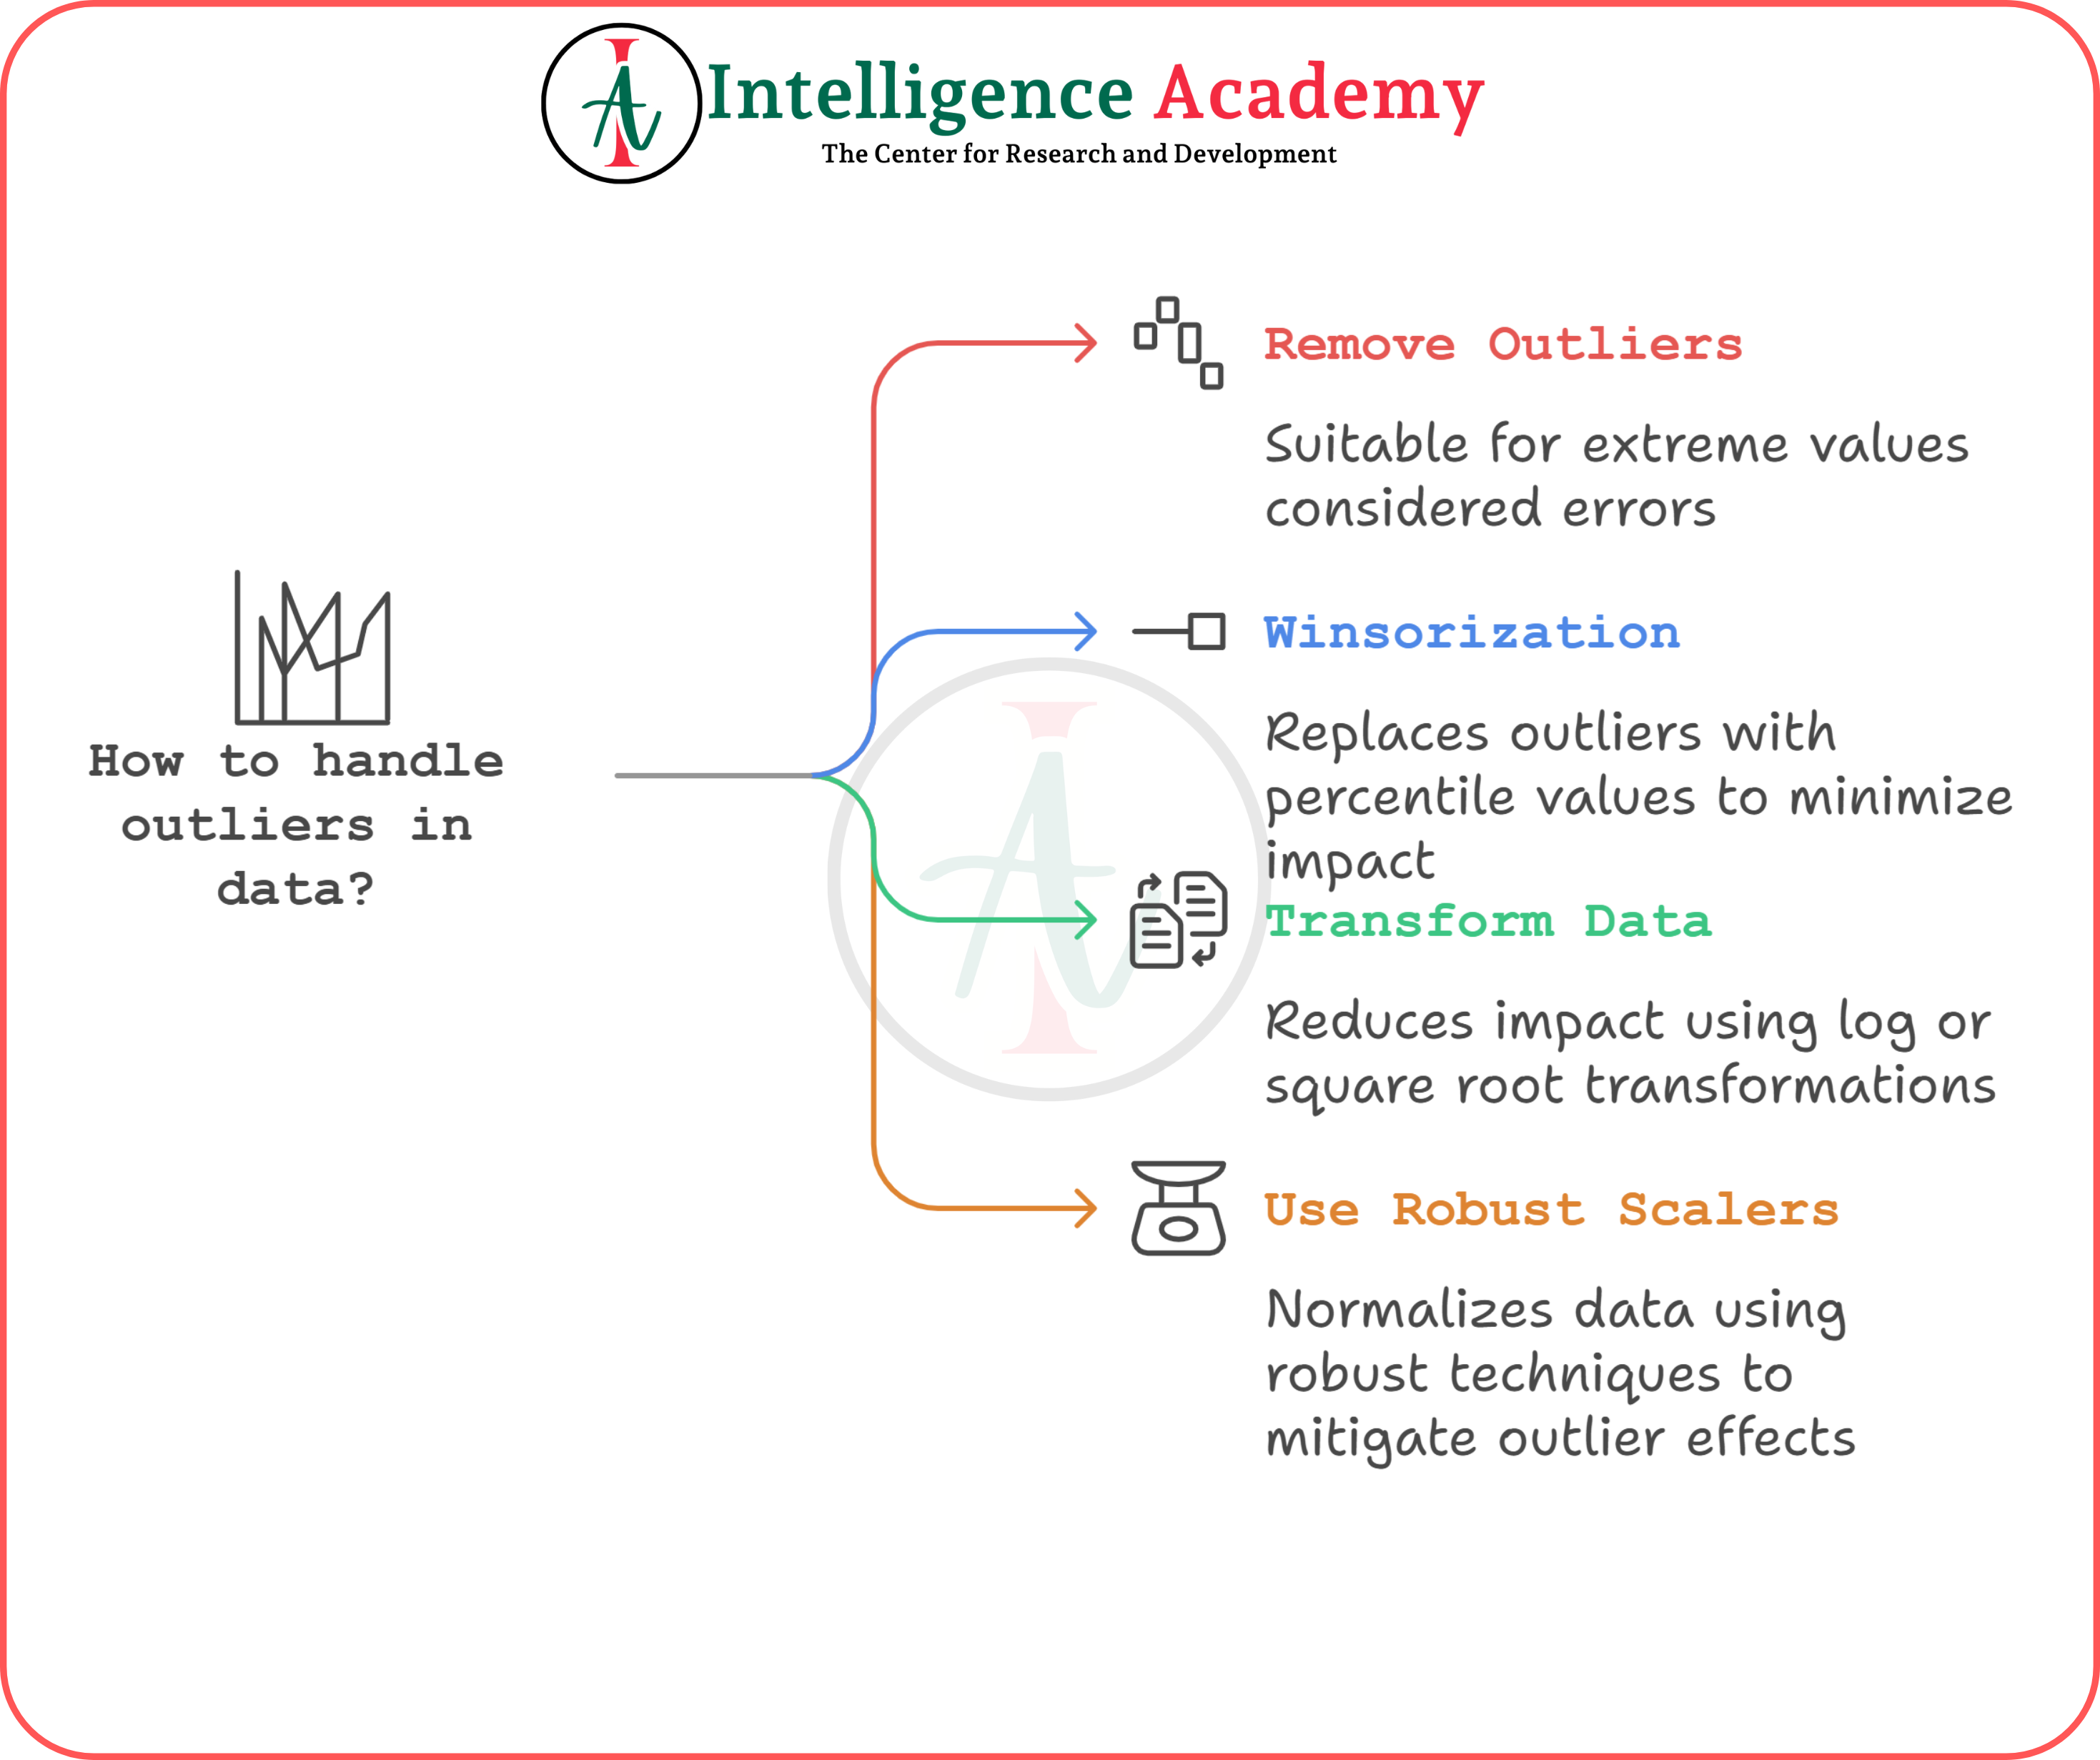 Intelligence Academy
The Center for Research and Development
How to handle
outliers in
data?
Remove Outliers
Suitable for extreme values
considered errors
Winsorization
Replaces outliers with
percentile values to minimize
impact
Transform Data
Reduces impact using log or
square root transformations
Use Robust Scalers
Normalizes data using
robust techniques to
mitigate outlier effects